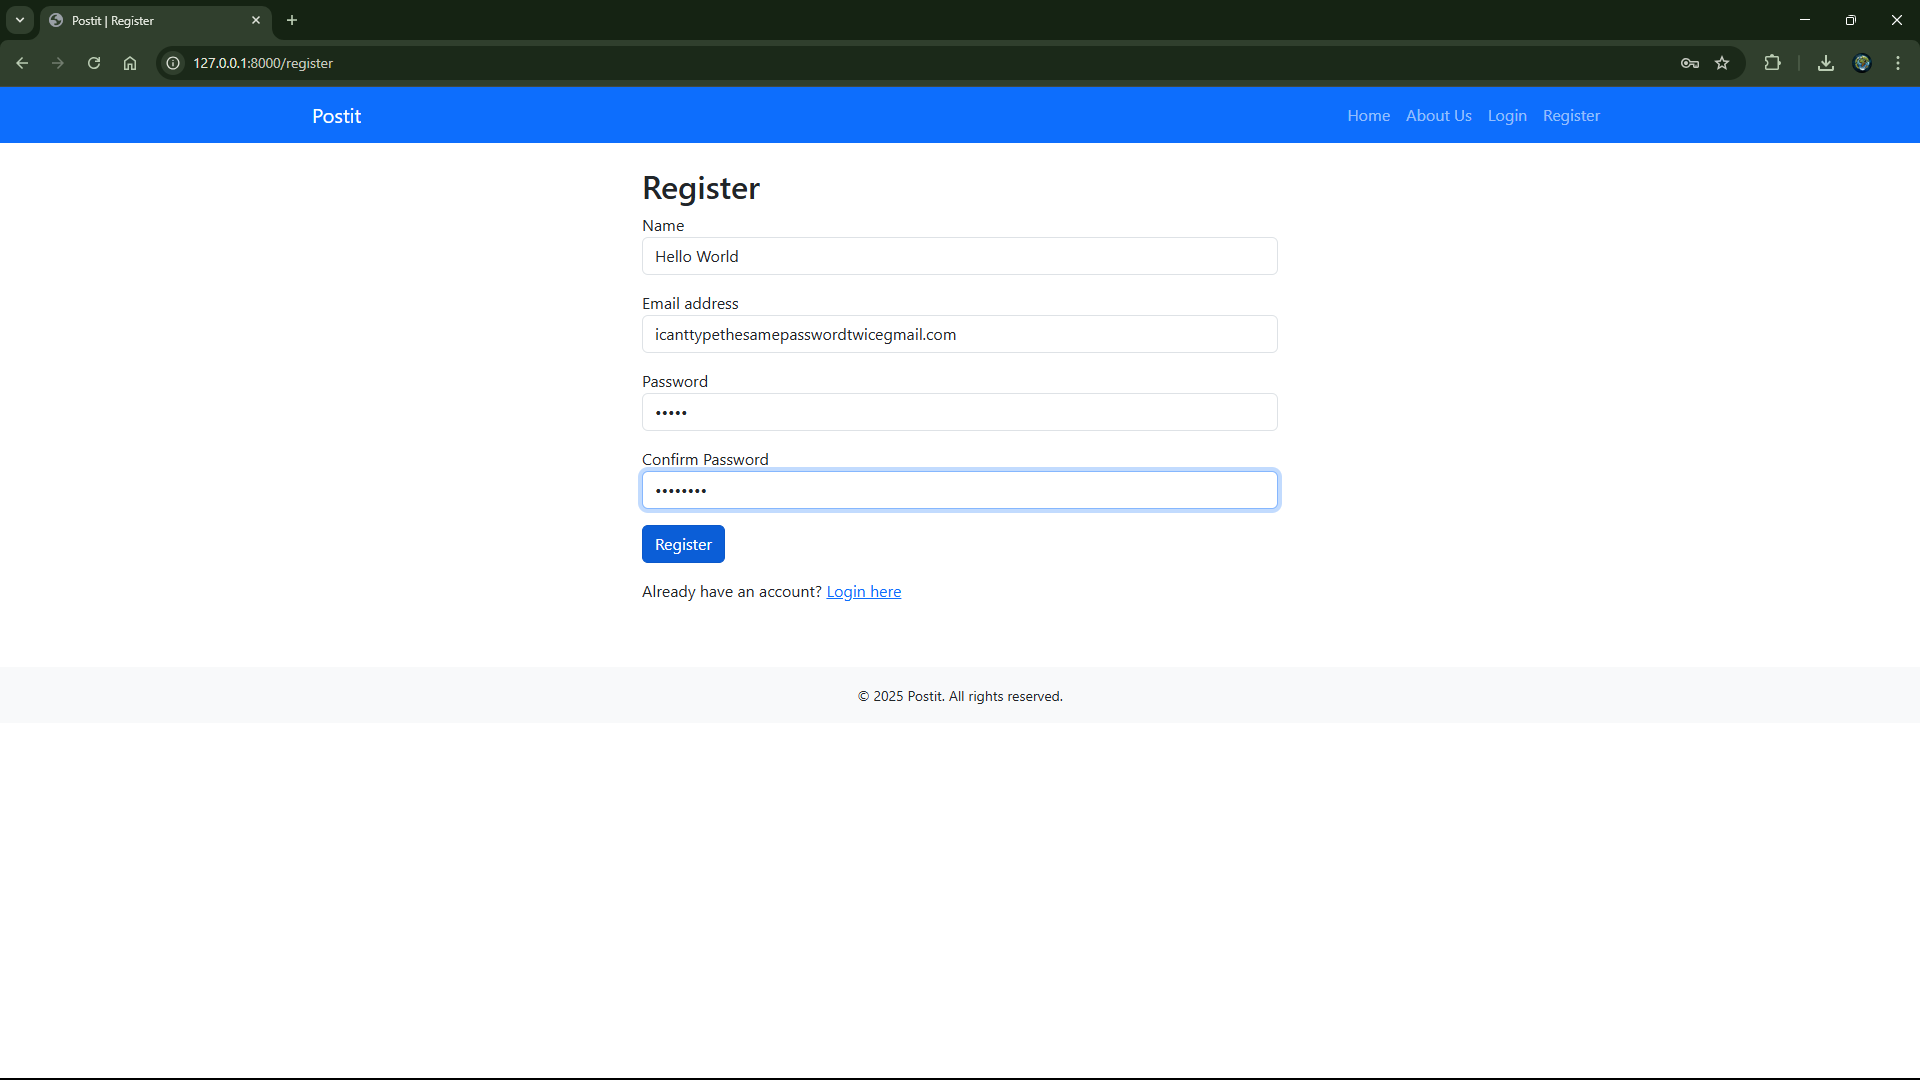 Postit | Register
127.0.0.1:8000/register
Postit
Home About Us Login Register
Register
Name
Hello World
Email address
icanttypethesamepasswordtwicegmail.com
Password
•••••
Confirm Password
••••••••
Register
Already have an account? Login here
© 2025 Postit. All rights reserved.